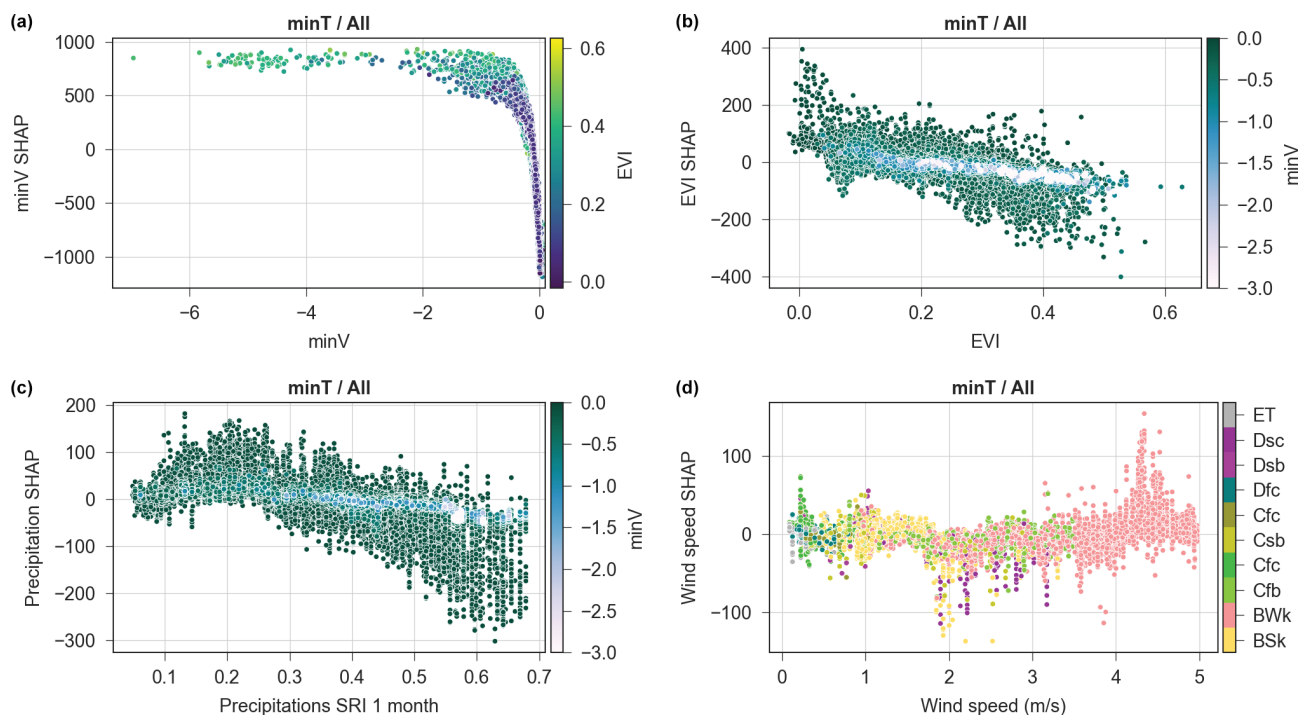 (a)
minT / All
1000
500
0
−500
−1000
minV SHAP
−6
−4
−2
0
minV
0.6
0.4
0.2
0.0
EVI
(b)
minT / All
400
200
0
−200
−400
EVI SHAP
0.0
0.2
0.4
0.6
EVI
0.0
−0.5
−1.0
−1.5
−2.0
−2.5
−3.0
minV
(c)
minT / All
200
100
0
−100
−200
−300
Precipitation SHAP
0.1
0.2
0.3
0.4
0.5
0.6
0.7
Precipitations SRI 1 month
0.0
−0.5
−1.0
−1.5
−2.0
−2.5
−3.0
minV
(d)
minT / All
100
0
−100
Wind speed SHAP
0
1
2
3
4
5
Wind speed (m/s)
ET
Dsc
Dsb
Dfc
Cfc
Csb
Cfc
Cfb
BWk
BSk